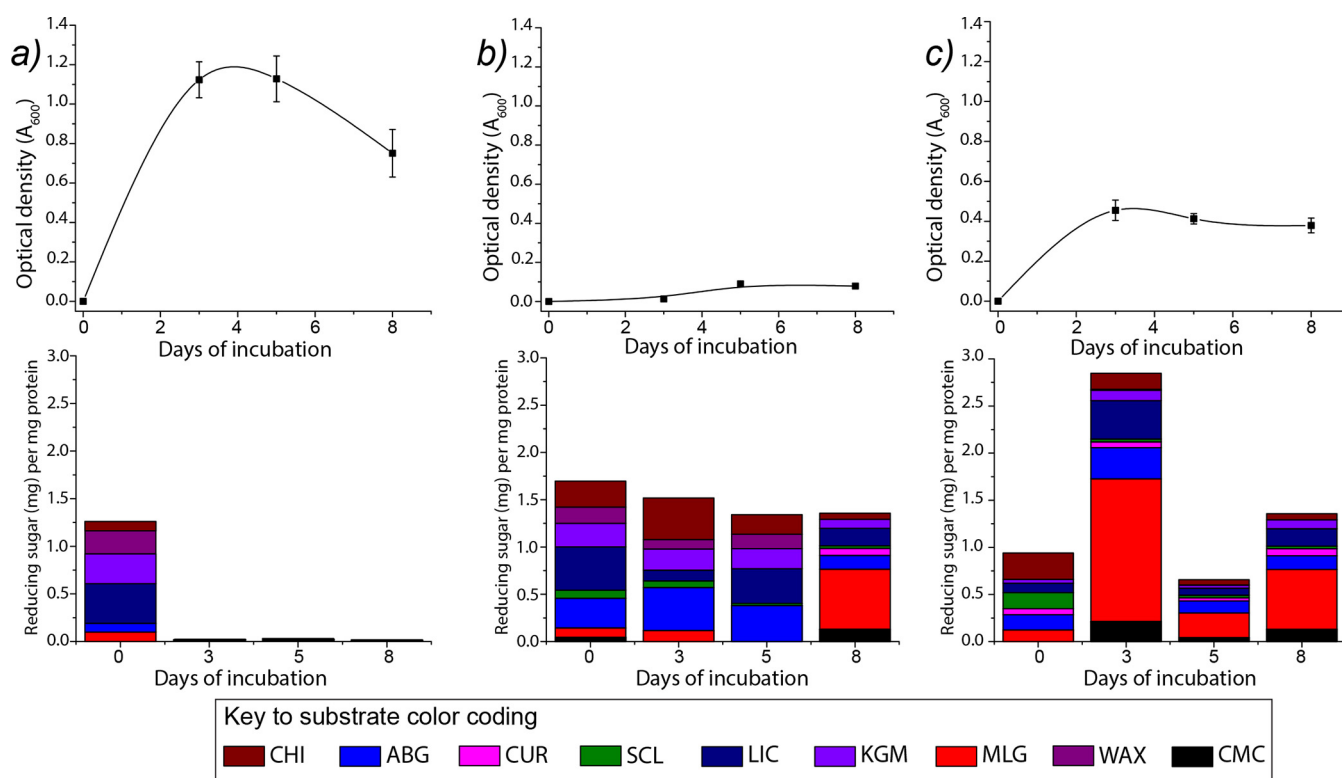 a)
Optical density (A600)
1.4
1.2
1.0
0.8
0.6
0.4
0.2
0.0
0 2 4 6 8
Days of incubation
b)
Optical density (A600)
1.4
1.2
1.0
0.8
0.6
0.4
0.2
0.0
0 2 4 6 8
Days of incubation
c)
Optical density (A600)
1.4
1.2
1.0
0.8
0.6
0.4
0.2
0.0
0 2 4 6 8
Days of incubation
Reducing sugar (mg) per mg protein
3.0
2.5
2.0
1.5
1.0
0.5
0.0
0 3 5 8
Days of incubation
Reducing sugar (mg) per mg protein
3.0
2.5
2.0
1.5
1.0
0.5
0.0
0 3 5 8
Days of incubation
Reducing sugar (mg) per mg protein
3.0
2.5
2.0
1.5
1.0
0.5
0.0
0 3 5 8
Days of incubation
Key to substrate color coding
CHI ABG CUR SCL LIC KGM MLG WAX CMC